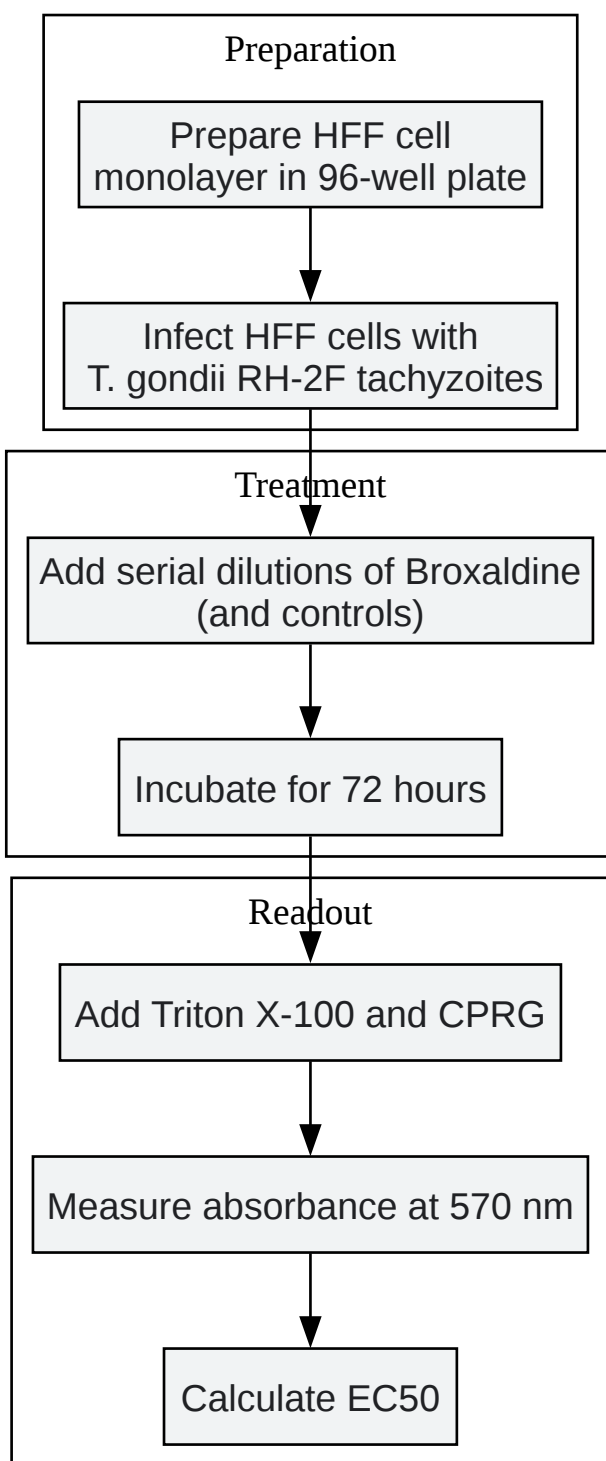 Preparation
Prepare HFF cell
monolayer in 96-well plate
Infect HFF cells with
T. gondii RH-2F tachyzoites
Treatment
Add serial dilutions of Broxaldine
(and controls)
Incubate for 72 hours
Readout
Add Triton X-100 and CPRG
Measure absorbance at 570 nm
Calculate EC50